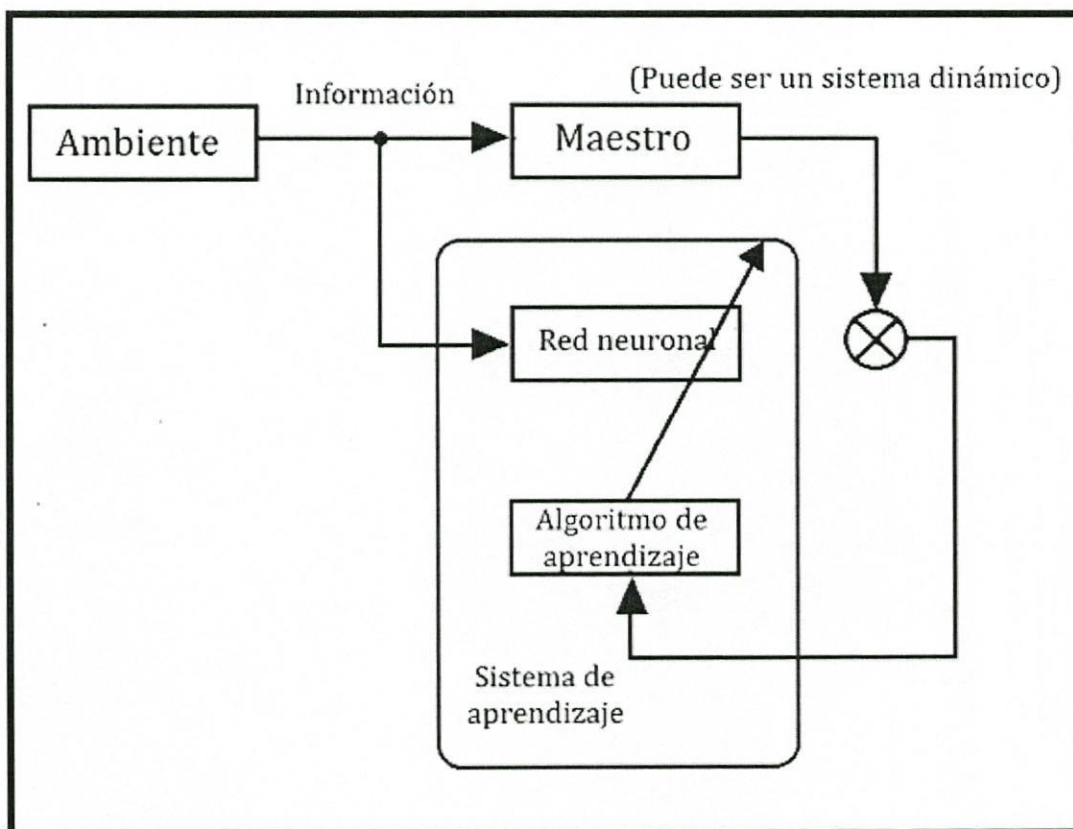 (Puede ser un sistema dinámico)
Información
Ambiente
Maestro
Red neuronal
Algoritmo de
aprendizaje
Sistema de
aprendizaje